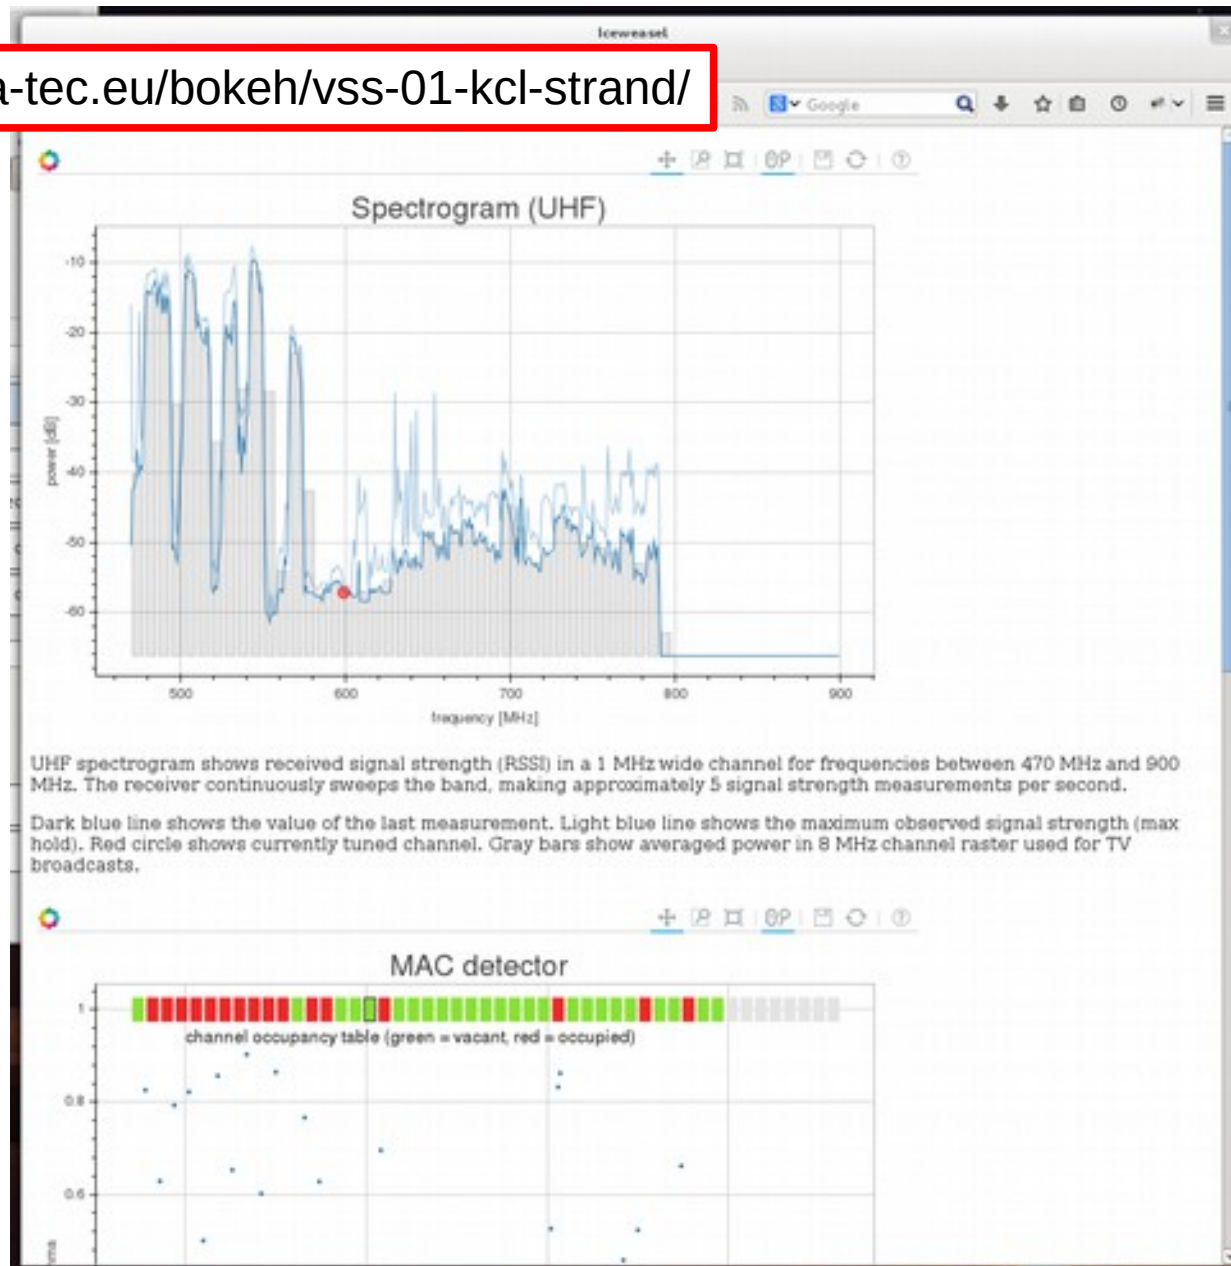 Iceweasel
a-tec.eu/bokeh/vss-01-kcl-strand/
Google
Spectrogram (UHF)
-10
-20
-30
-40
-50
-60
power [dB]
500 600 700 800 900
frequency [MHz]
UHF spectrogram shows received signal strength (RSSI) in a 1 MHz wide channel for frequencies between 470 MHz and 900
MHz. The receiver continuously sweeps the band, making approximately 5 signal strength measurements per second.
Dark blue line shows the value of the last measurement. Light blue line shows the maximum observed signal strength (max
hold). Red circle shows currently tuned channel. Gray bars show averaged power in 8 MHz channel raster used for TV
broadcasts.
MAC detector
1
channel occupancy table (green = vacant, red = occupied)
0.8
0.6